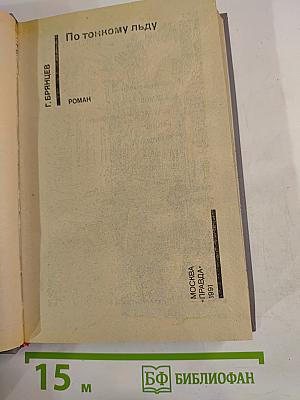 Г. БРЯНЦЕВ
По тонкому льду
РОМАН
МОСКВА
«ПРАВДА»
1991
15 м
БФ БИБЛИОФАН